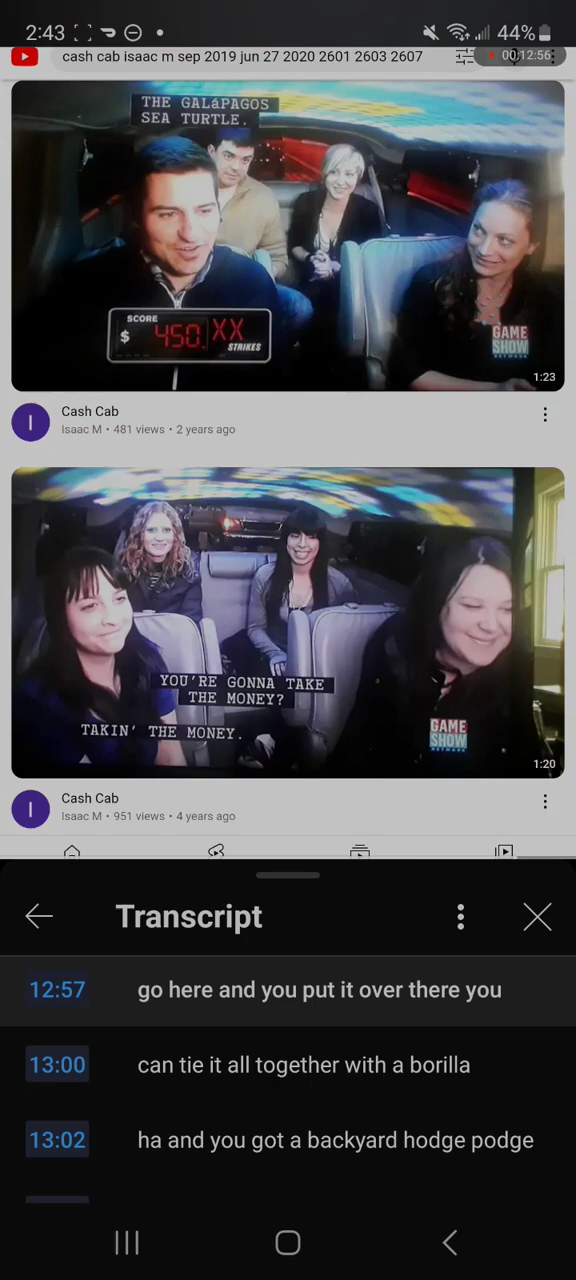 2:43
44%
cash cab isaac m sep 2019 jun 27 2020 2601 2603 2607
00:12:56
THE GALáPAGOS
SEA TURTLE.
SCORE
$ 450 XX
STRIKES
GAME
SHOW
NETWORK
1:23
I
Cash Cab
Isaac M • 481 views • 2 years ago
YOU'RE GONNA TAKE
THE MONEY?
TAKIN' THE MONEY.
GAME
SHOW
NETWORK
1:20
I
Cash Cab
Isaac M • 951 views • 4 years ago
Transcript
12:57 go here and you put it over there you
13:00 can tie it all together with a borilla
13:02 ha and you got a backyard hodge podge